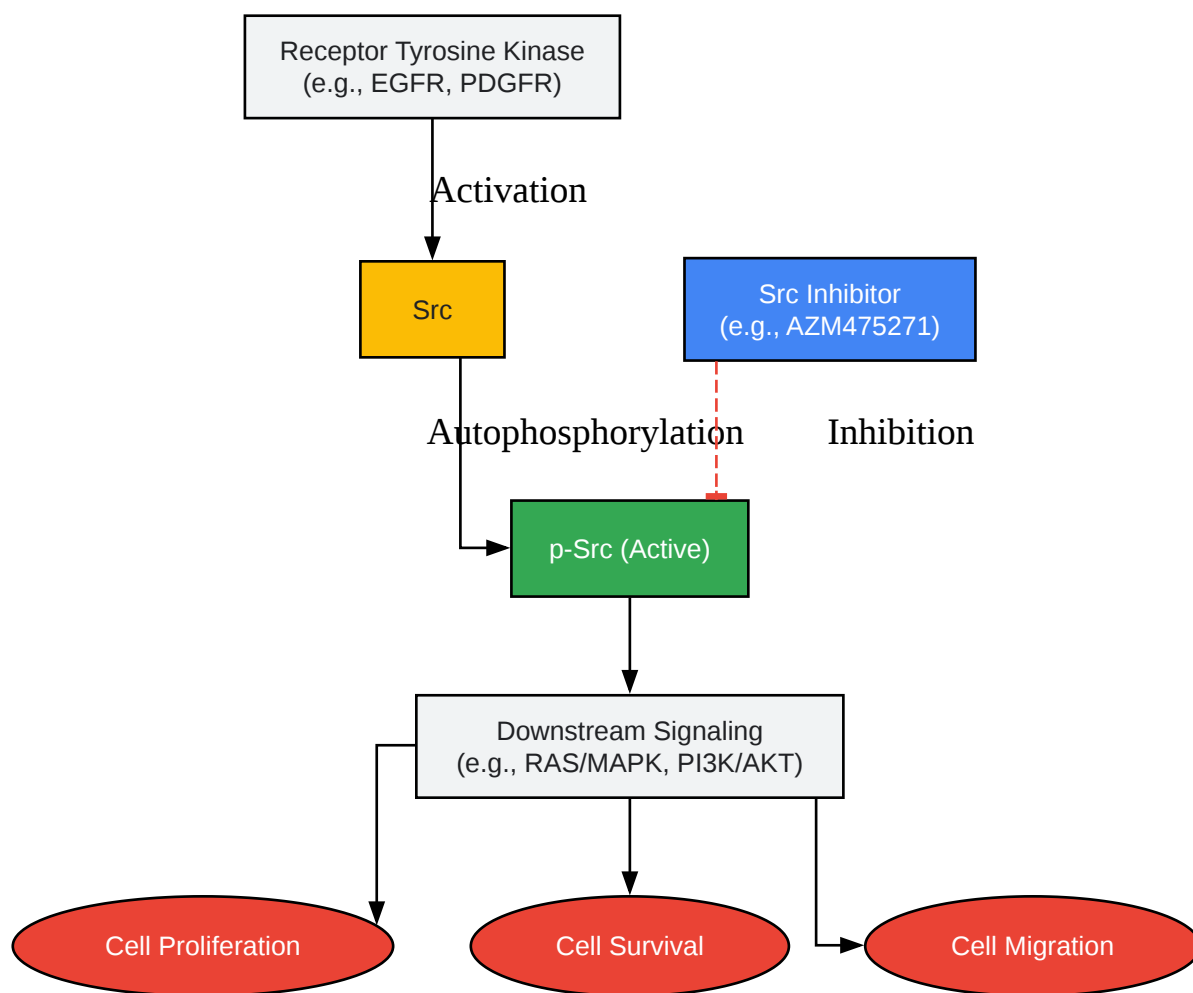 Receptor Tyrosine Kinase
(e.g., EGFR, PDGFR)
Activation
Src
Src Inhibitor
(e.g., AZM475271)
Autophosphorylation
Inhibition
p-Src (Active)
Downstream Signaling
(e.g., RAS/MAPK, PI3K/AKT)
Cell Proliferation
Cell Survival
Cell Migration